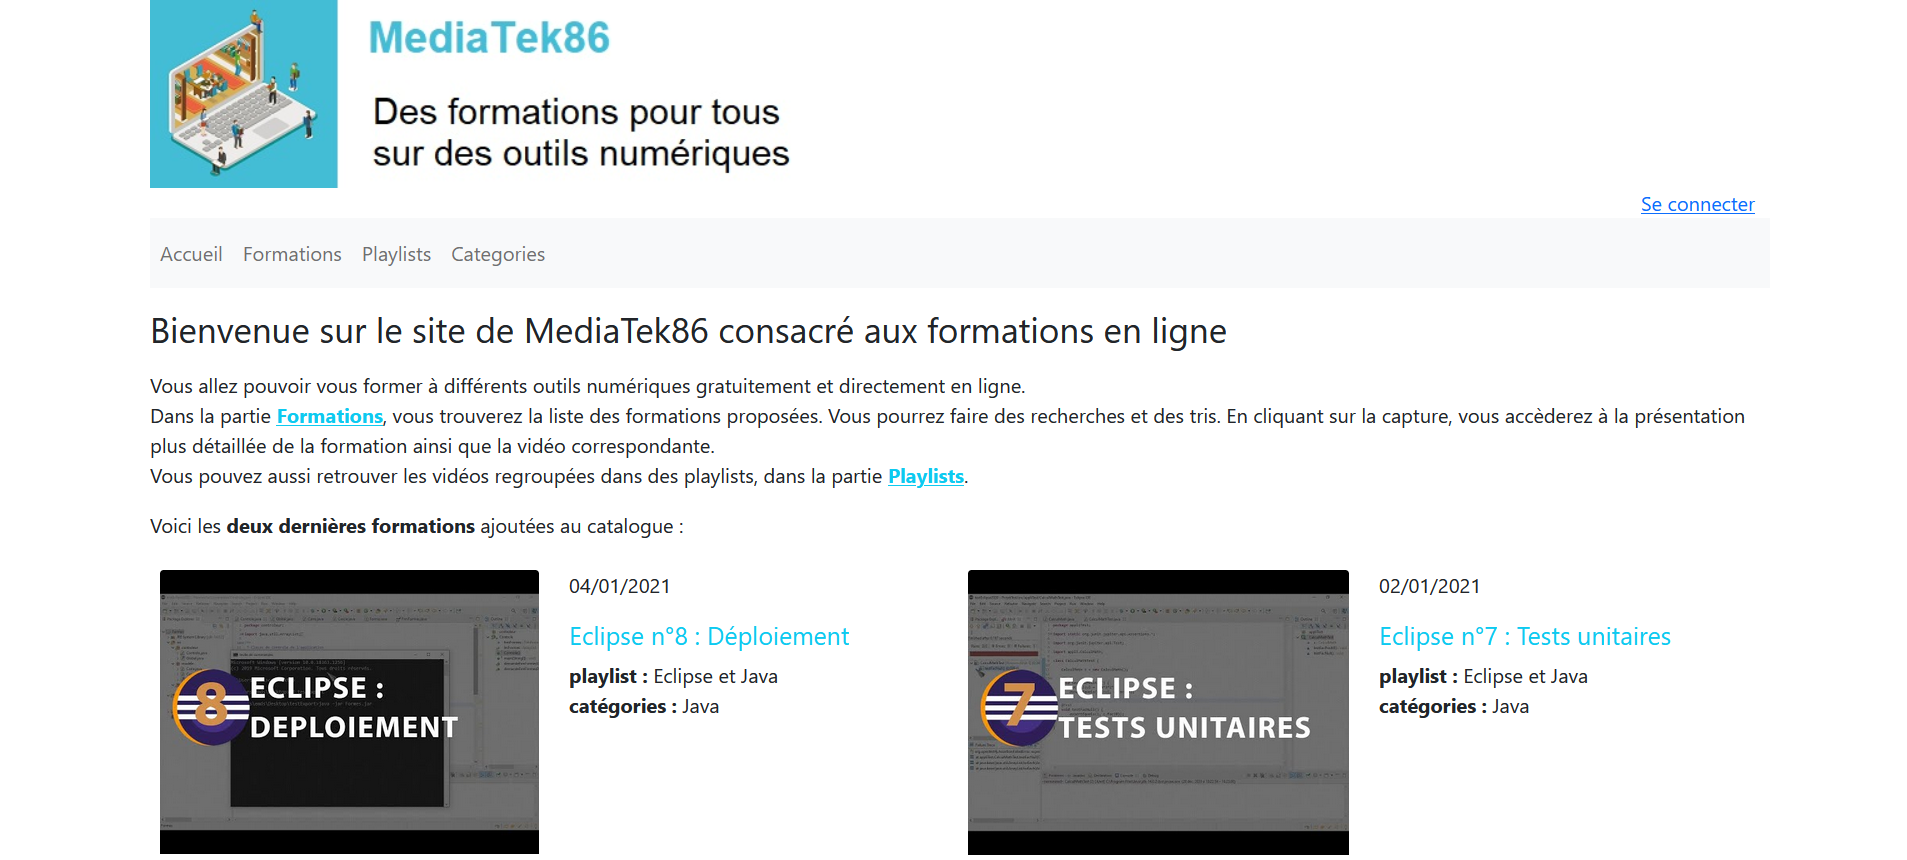 MediaTek86
Des formations pour tous
sur des outils numériques
Se connecter
Accueil Formations Playlists Categories
Bienvenue sur le site de MediaTek86 consacré aux formations en ligne
Vous allez pouvoir vous former à différents outils numériques gratuitement et directement en ligne.
Dans la partie Formations, vous trouverez la liste des formations proposées. Vous pourrez faire des recherches et des tris. En cliquant sur la capture, vous accèderez à la présentation
plus détaillée de la formation ainsi que la vidéo correspondante.
Vous pouvez aussi retrouver les vidéos regroupées dans des playlists, dans la partie Playlists.
Voici les deux dernières formations ajoutées au catalogue :
8 ECLIPSE :
DEPLOIEMENT
04/01/2021
Eclipse n°8 : Déploiement
playlist : Eclipse et Java
catégories : Java
7 ECLIPSE :
TESTS UNITAIRES
02/01/2021
Eclipse n°7 : Tests unitaires
playlist : Eclipse et Java
catégories : Java